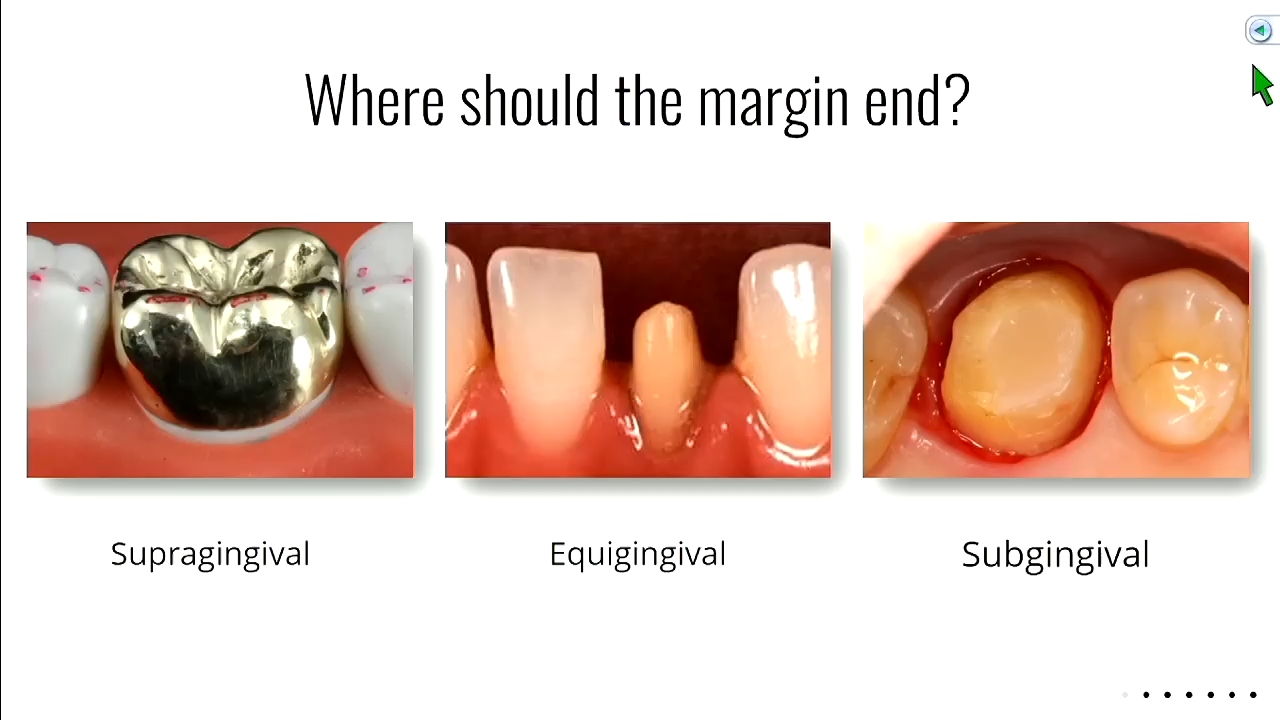 Where should the margin end?
Supragingival
Equigingival
Subgingival